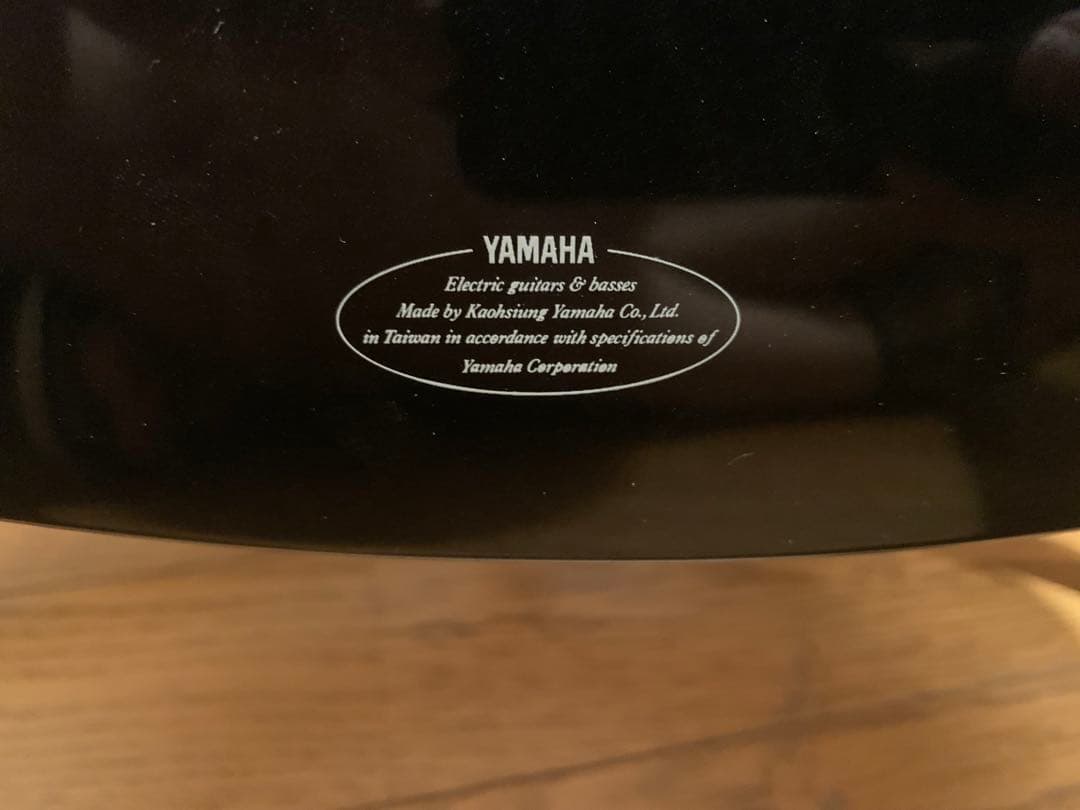 YAMAHA
Electric guitars & basses
Made by Kaohsiung Yamaha Co., Ltd.
in Taiwan in accordance with specifications of
Yamaha Corporation